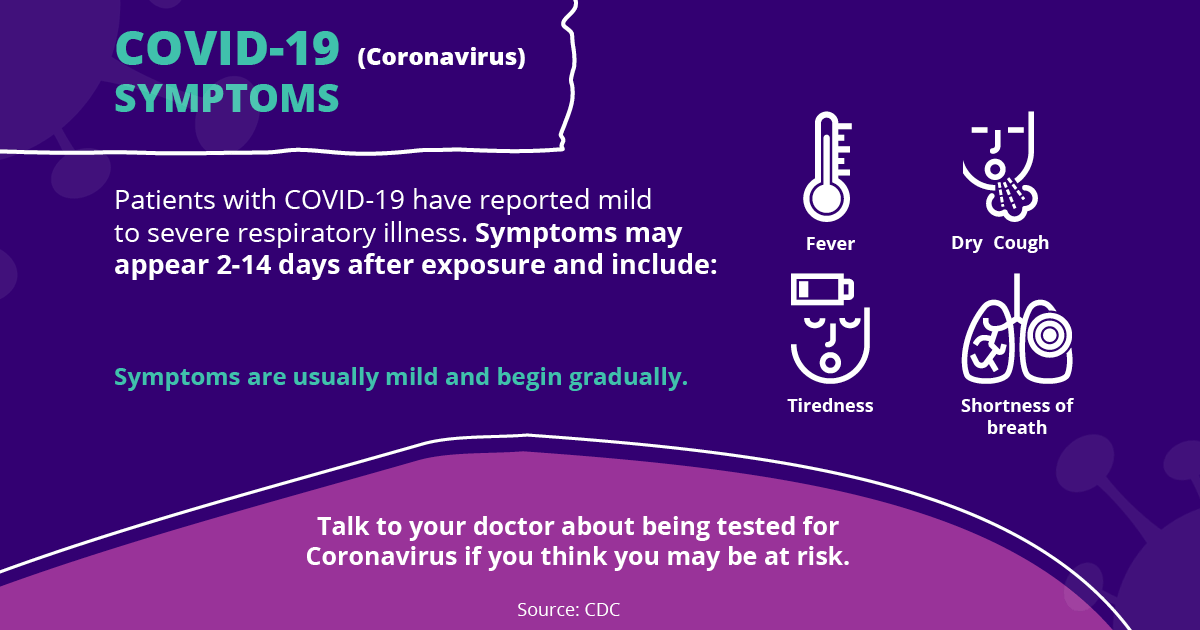 COVID-19 (Coronavirus)
SYMPTOMS
Patients with COVID-19 have reported mild
to severe respiratory illness. Symptoms may
appear 2-14 days after exposure and include:
Symptoms are usually mild and begin gradually.
Fever
Dry Cough
Tiredness
Shortness of
breath
Talk to your doctor about being tested for
Coronavirus if you think you may be at risk.
Source: CDC